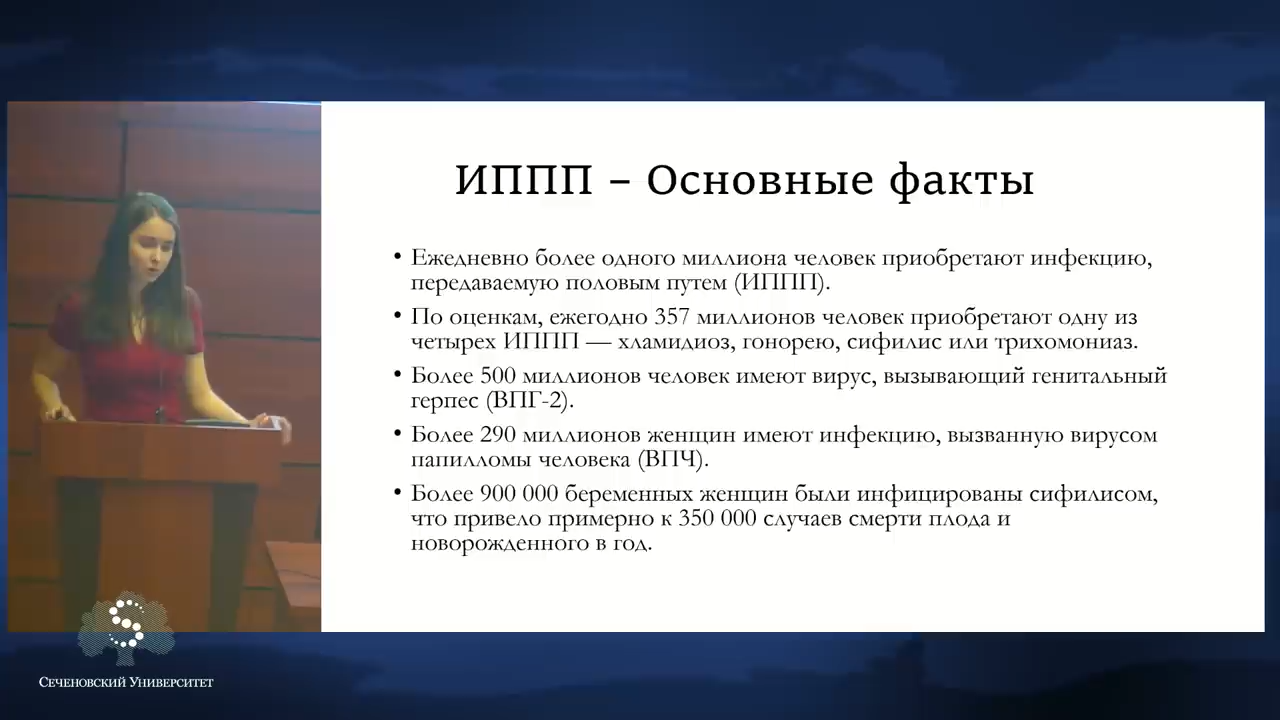 ИППП – Основные факты
• Ежедневно более одного миллиона человек приобретают инфекцию,
передаваемую половым путем (ИППП).
• По оценкам, ежегодно 357 миллионов человек приобретают одну из
четырех ИППП — хламидиоз, гонорею, сифилис или трихомониаз.
• Более 500 миллионов человек имеют вирус, вызывающий генитальный
герпес (ВПГ-2).
• Более 290 миллионов женщин имеют инфекцию, вызванную вирусом
папилломы человека (ВПЧ).
• Более 900 000 беременных женщин были инфицированы сифилисом,
что привело примерно к 350 000 случаев смерти плода и
новорожденного в год.
Сеченовский Университет